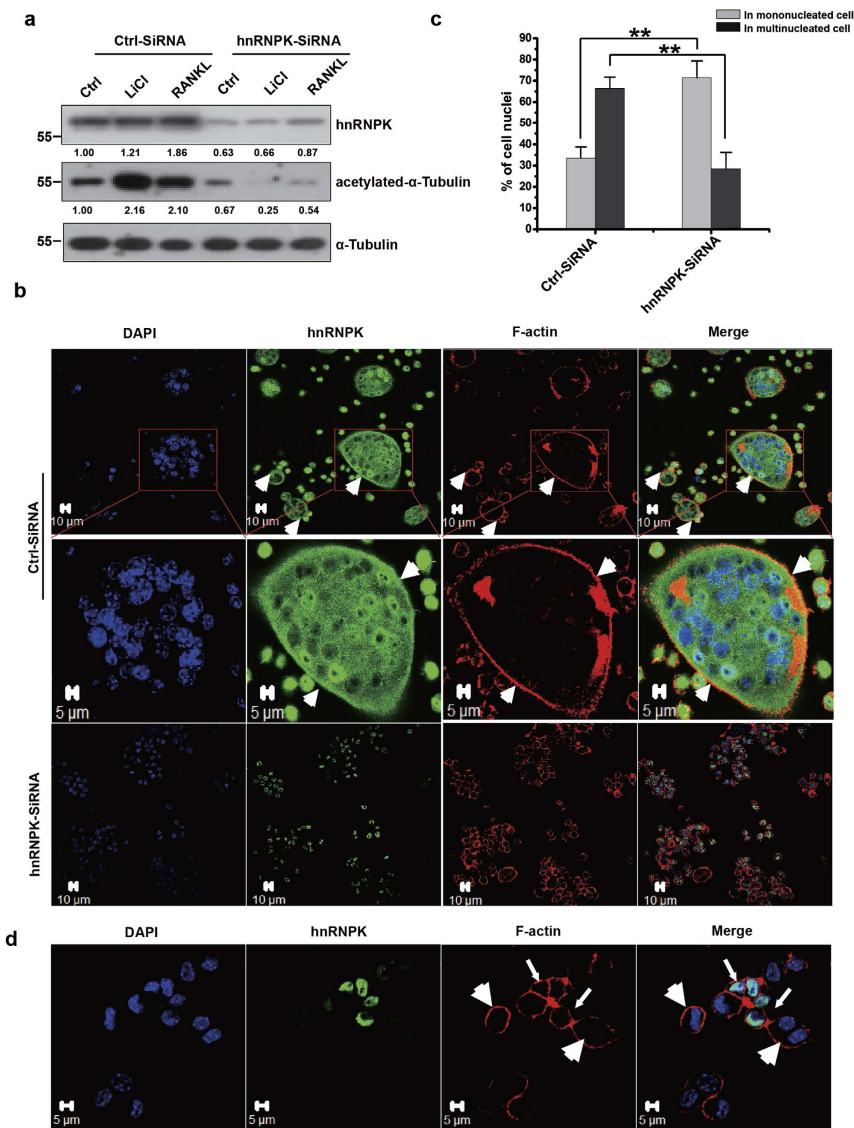 a
Ctrl-SiRNA hnRNPK-SiRNA
Ctrl LiCl RANKL Ctrl LiCl RANKL
hnRNPK
55
1.00 1.21 1.86 0.63 0.66 0.87
55
acetylated-α-Tubulin
1.00 2.16 2.10 0.67 0.25 0.54
55
α-Tubulin
c
In mononucleated cell
In multinucleated cell
** 
**
90
80
70
60
50
40
30
20
10
0
% of cell nuclei
Ctrl-SiRNA
hnRNPK-SiRNA
b
DAPI hnRNPK F-actin Merge
Ctrl-SiRNA
10 µm 10 µm 10 µm 10 µm
5 µm 5 µm 5 µm 5 µm
hnRNPK-SiRNA
10 µm 10 µm 10 µm 10 µm
d
DAPI hnRNPK F-actin Merge
5 µm 5 µm 5 µm 5 µm